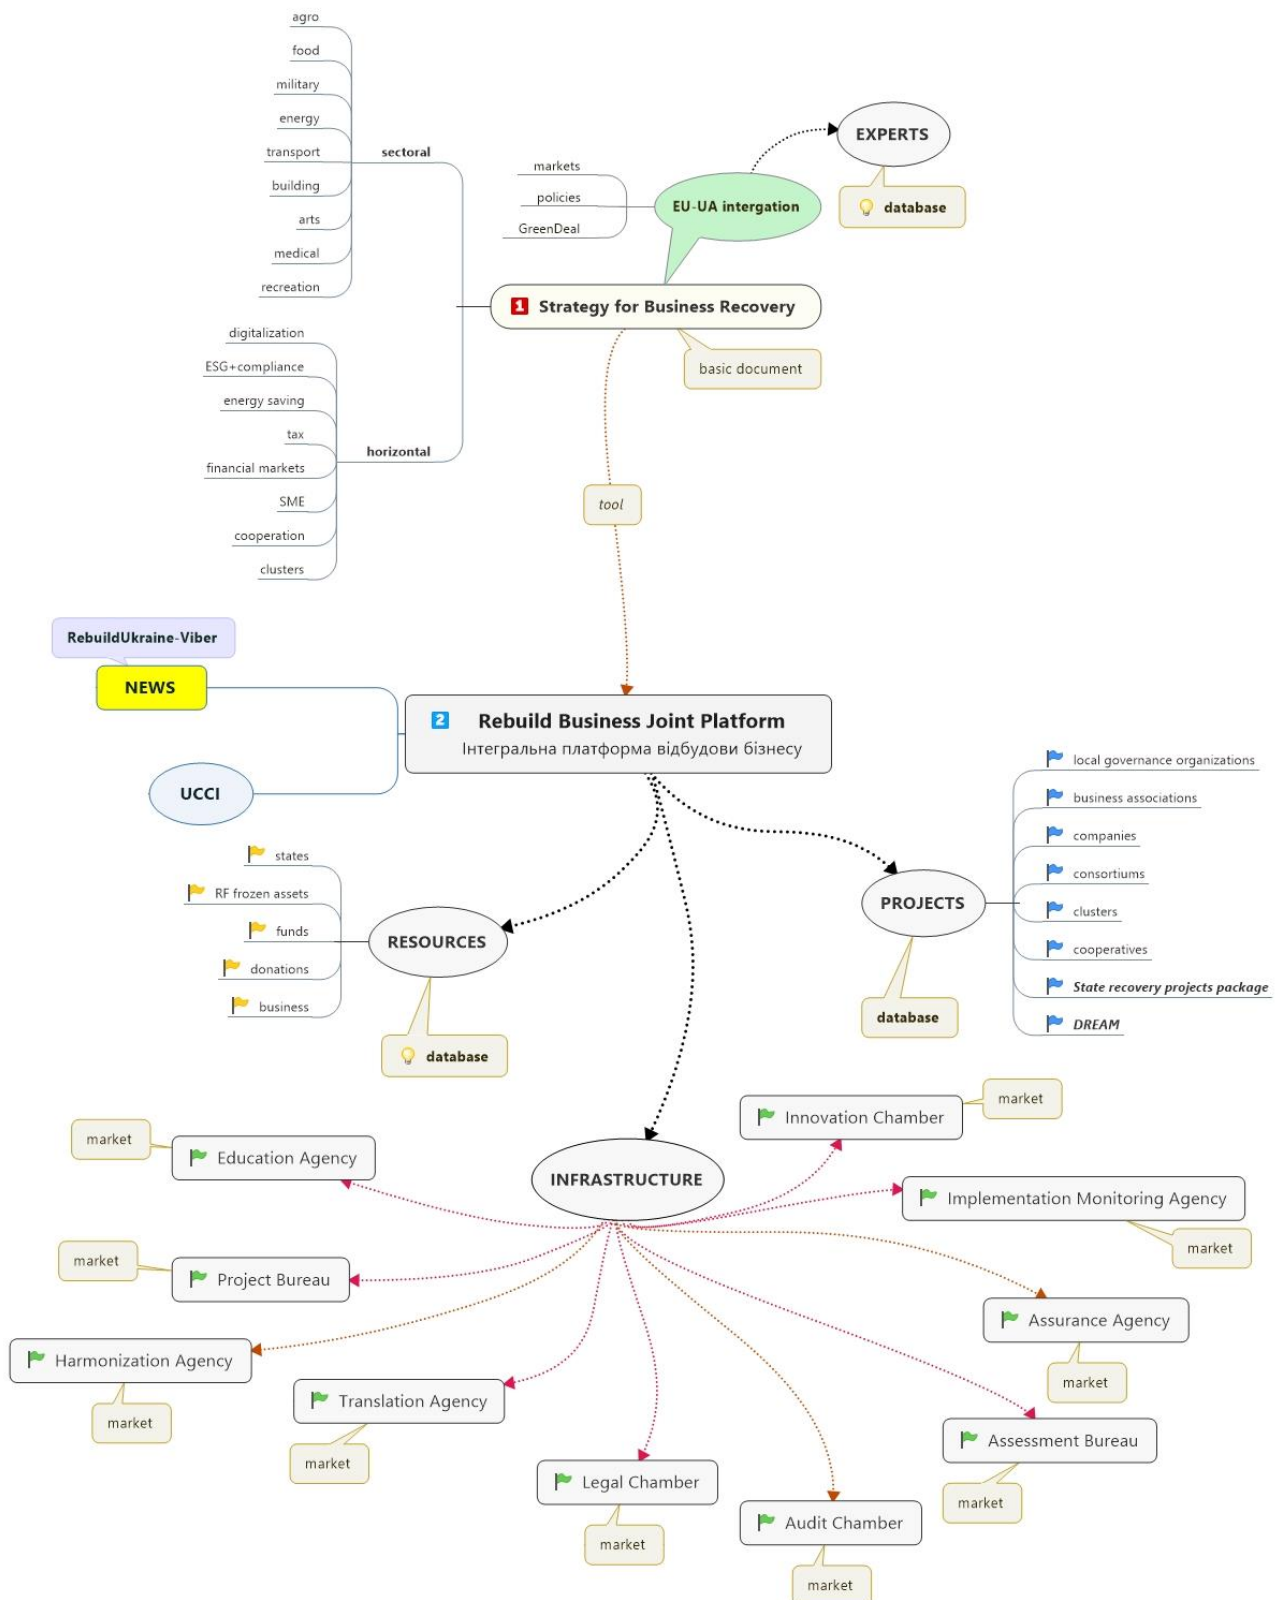 agro
food
military
energy
transport
building
arts
medical
recreation
sectoral
digitalization
ESG+compliance
energy saving
tax
financial markets
SME
cooperation
clusters
horizontal
markets
policies
GreenDeal
EU-UA intergation
EXPERTS
database
1 Strategy for Business Recovery
basic document
tool
RebuildUkraine-Viber
NEWS
UCCI
2 Rebuild Business Joint Platform
Інтегральна платформа відбудови бізнесу
states
RF frozen assets
funds
donations
business
RESOURCES
database
PROJECTS
database
local governance organizations
business associations
companies
consortiums
clusters
cooperatives
State recovery projects package
DREAM
INFRASTRUCTURE
Innovation Chamber
market
market
Education Agency
Implementation Monitoring Agency
market
market
Project Bureau
Assurance Agency
market
Harmonization Agency
market
Translation Agency
market
Assessment Bureau
market
Legal Chamber
market
Audit Chamber
market